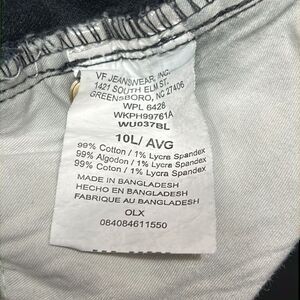 VF JEANSWEAR, INC.
1421 SOUTH ELM ST.
GREENSBORO, NC 27406
WPL 6428
WKPH99761A
WU037BL
10L/ AVG
99% Cotton / 1% Lycra Spandex
99% Algodon / 1% Lycra Spandex
99% Coton / 1% Lycra Spandex
MADE IN BANGLADESH
HECHO EN BANGLADESH
FABRIQUE AU BANGLADESH
OLX
084084611550